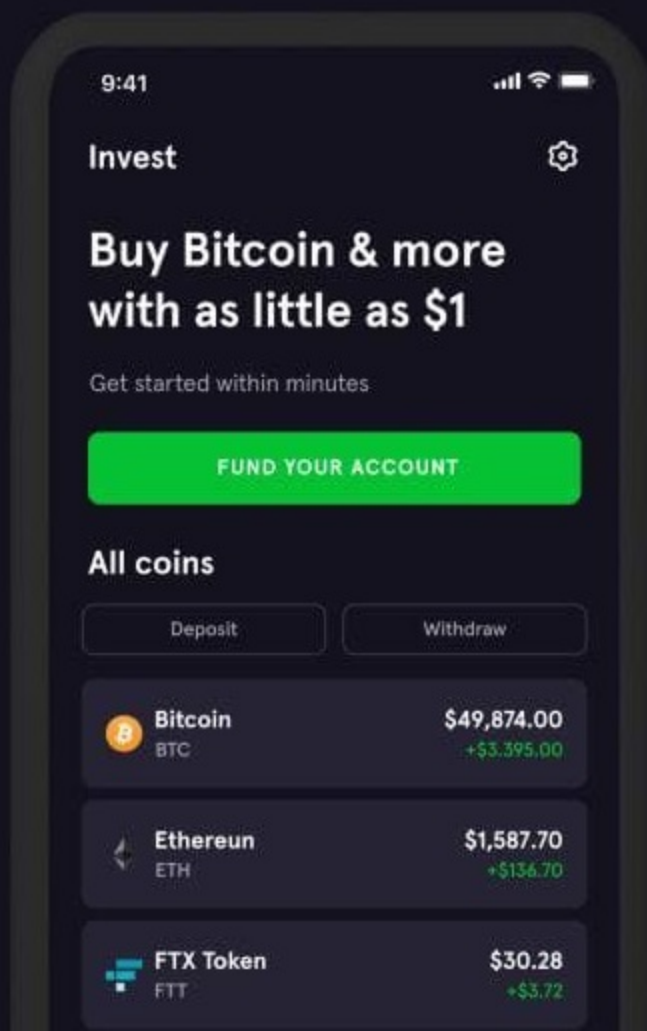 9:41
Invest
Buy Bitcoin & more
with as little as $1
Get started within minutes
FUND YOUR ACCOUNT
All coins
Deposit Withdraw
Bitcoin $49,874.00
BTC +$3.395.00
Ethereun $1,587.70
ETH +$136.70
FTX Token $30.28
FTT +$3.72